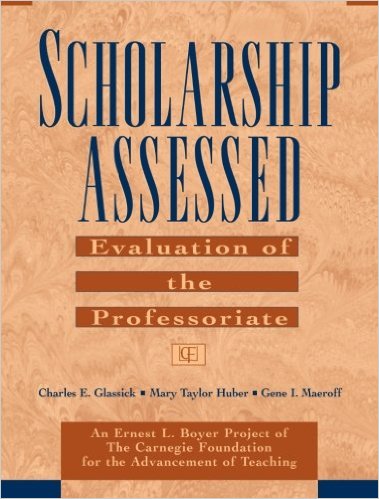 SCHOLARSHIP
ASSESSED
Evaluation of
the
Professoriate
CF
Charles E. Glassick ▪ Mary Taylor Huber ▪ Gene I. Maeroff
An Ernest L. Boyer Project of
The Carnegie Foundation
for the Advancement of Teaching